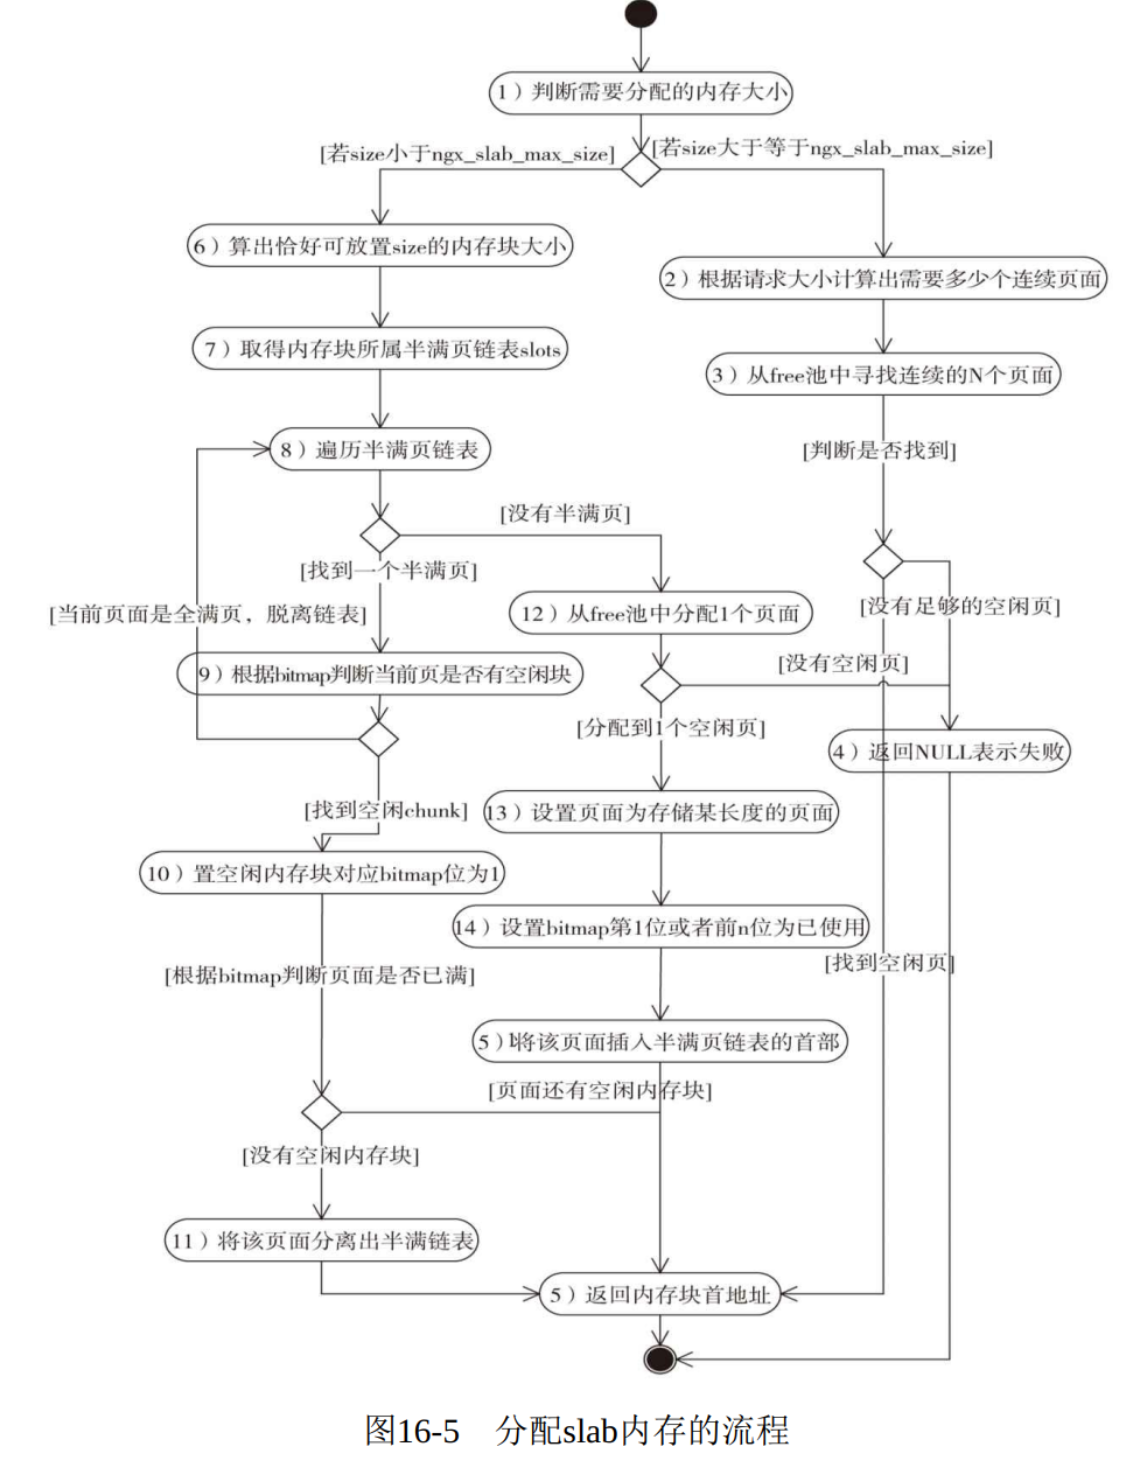 1）判断需要分配的内存大小
[若size小于ngx_slab_max_size]
[若size大于等于ngx_slab_max_size]
6）算出恰好可放置size的内存块大小
2）根据请求大小计算出需要多少个连续页面
7）取得内存块所属半满页链表slots
3）从free池中寻找连续的N个页面
8）遍历半满页链表
[判断是否找到]
[没有半满页]
[找到一个半满页]
[当前页面是全满页，脱离链表]
12）从free池中分配1个页面
[没有足够的空闲页]
9）根据bitmap判断当前页是否有空闲块
[没有空闲页]
[分配到1个空闲页]
4）返回NULL表示失败
[找到空闲chunk]
13）设置页面为存储某长度的页面
10）置空闲内存块对应bitmap位为1
14）设置bitmap第1位或者前n位为已使用
[找到空闲页]
[根据bitmap判断页面是否已满]
5）将该页面插入半满页链表的首部
[页面还有空闲内存块]
[没有空闲内存块]
11）将该页面分离出半满链表
5）返回内存块首地址
图16-5 分配slab内存的流程